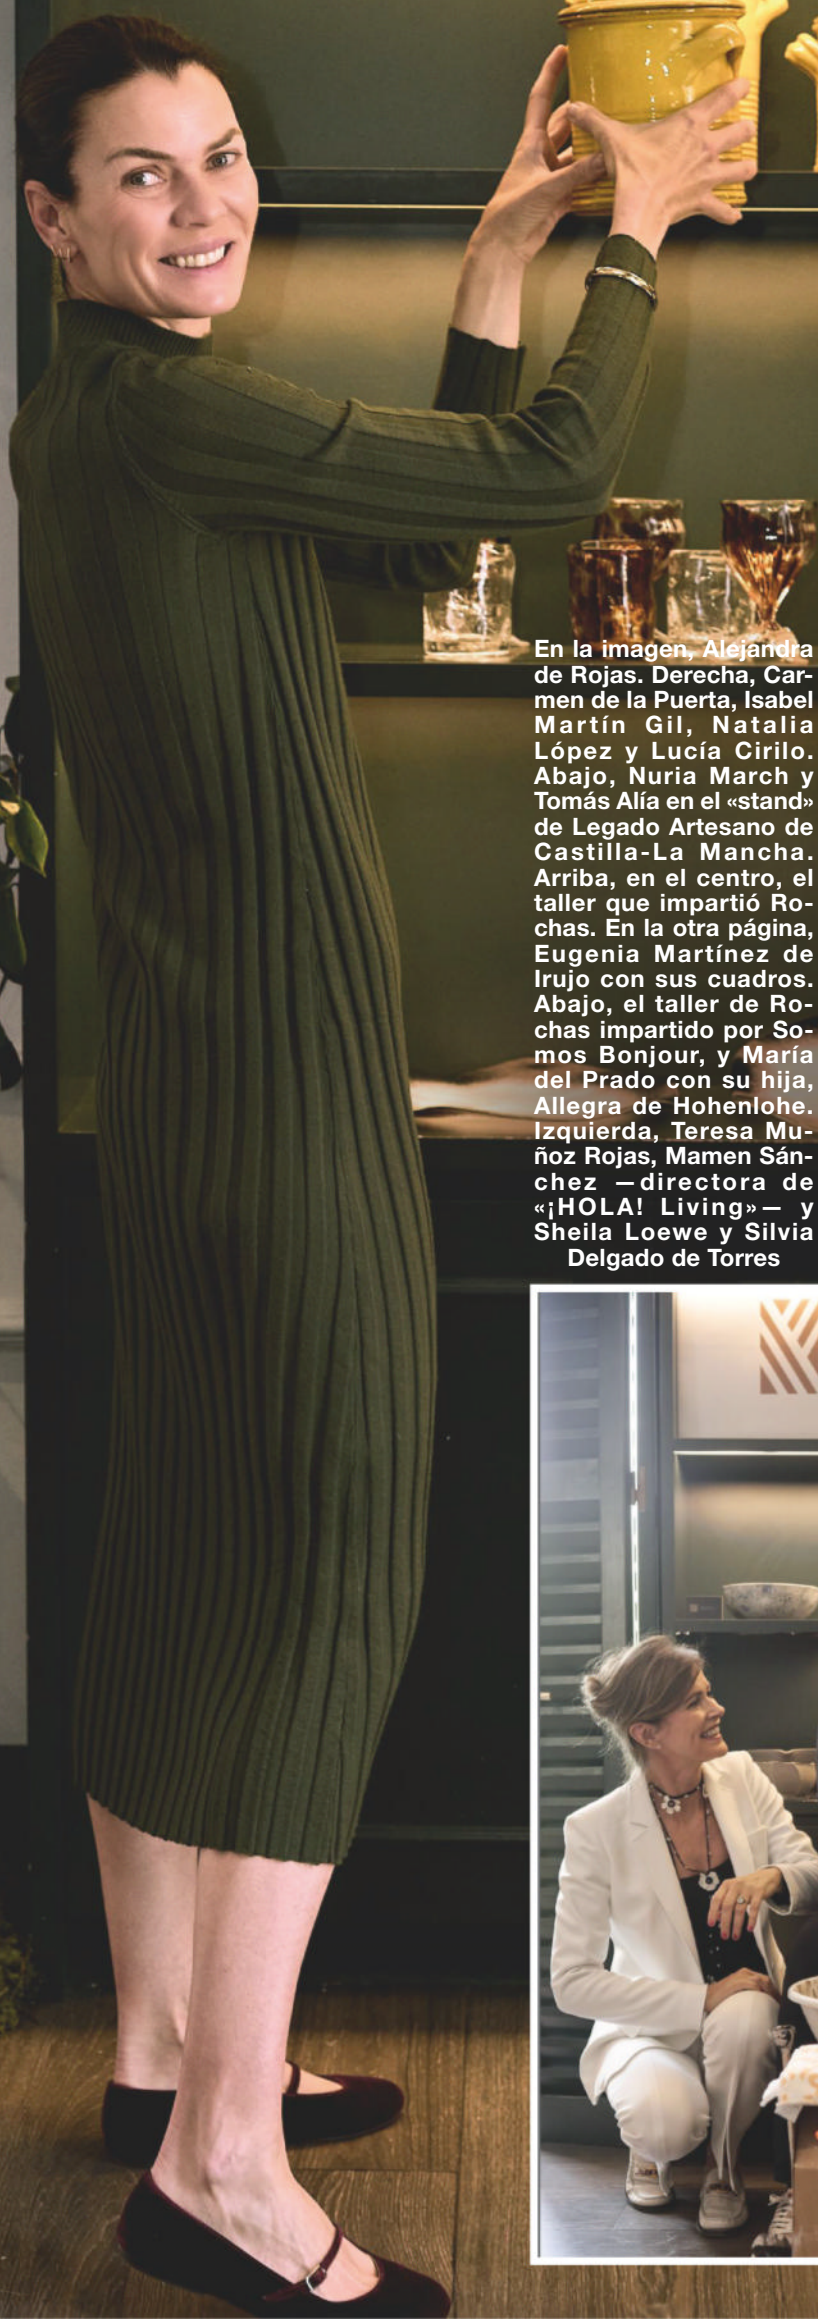 En la imagen, Alejandra
de Rojas. Derecha, Car-
men de la Puerta, Isabel
Martín Gil, Natalia
López y Lucía Cirilo.
Abajo, Nuria March y
Tomás Alía en el «stand»
de Legado Artesano de
Castilla-La Mancha.
Arriba, en el centro, el
taller que impartió Ro-
chas. En la otra página,
Eugenia Martínez de
Irujo con sus cuadros.
Abajo, el taller de Ro-
chas impartido por So-
mos Bonjour, y María
del Prado con su hija,
Allegra de Hohenlohe.
Izquierda, Teresa Mu-
ñoz Rojas, Mamen Sán-
chez —directora de
«¡HOLA! Living»— y
Sheila Loewe y Silvia
Delgado de Torres